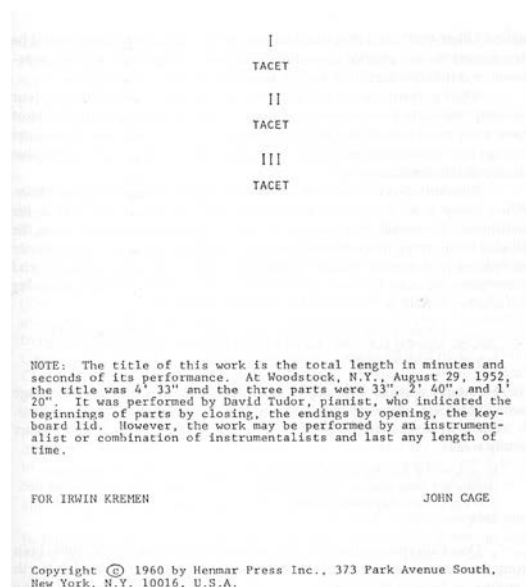 I
TACET
II
TACET
III
TACET
NOTE: The title of this work is the total length in minutes and
seconds of its performance. At Woodstock, N.Y., August 29, 1952,
the title was 4' 33" and the three parts were 33", 2' 40", and 1'
20". It was performed by David Tudor, pianist, who indicated the
beginnings of parts by closing, the endings by opening, the key-
board lid. However, the work may be performed by an instrument-
alist or combination of instrumentalists and last any length of
time.
FOR IRWIN KREMEN JOHN CAGE
Copyright © 1960 by Henmar Press Inc., 373 Park Avenue South,
New York, N.Y. 10016, U.S.A.